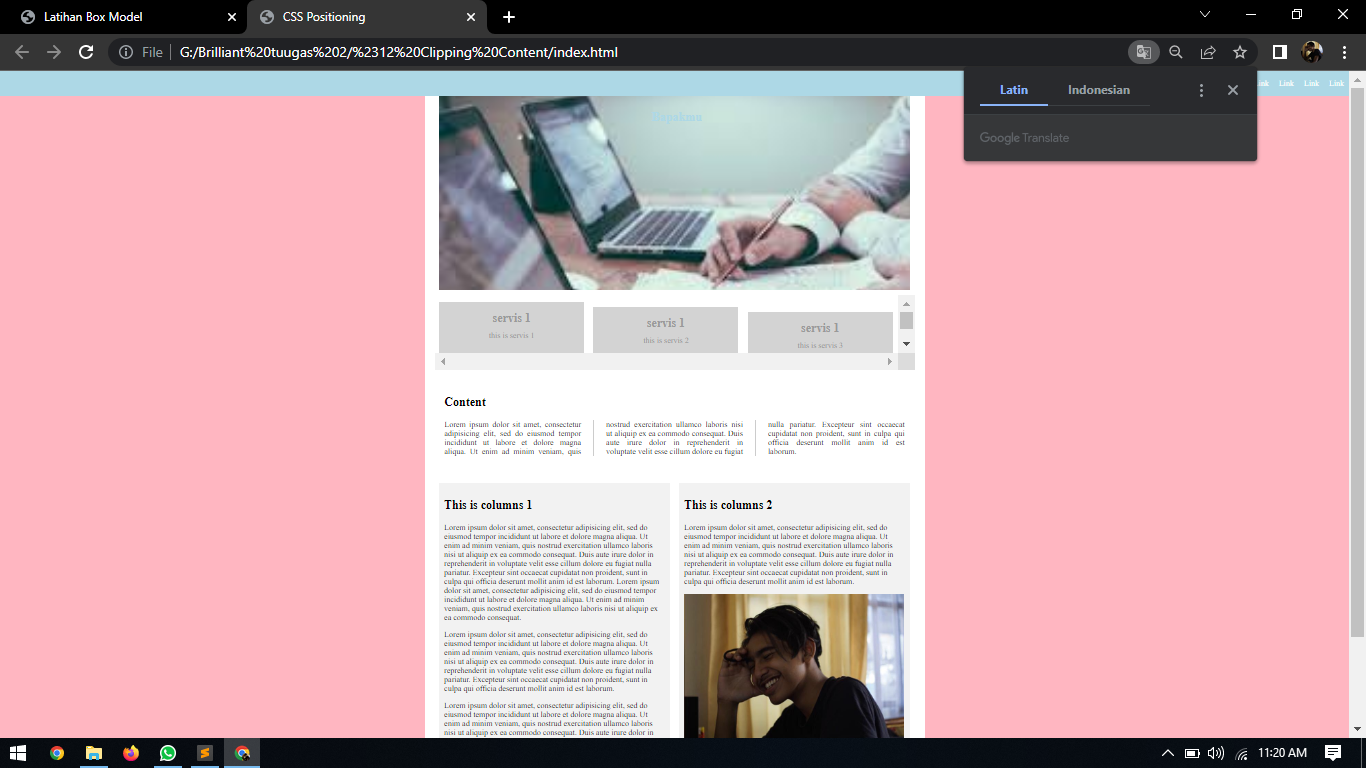 Latihan Box Model
CSS Positioning
File
G:/Brilliant%20tuugas%202/%2312%20Clipping%20Content/index.html
Latin
Indonesian
Google Translate
Link
Link
Link
servis 1
this is servis 1
servis 1
this is servis 2
servis 1
this is servis 3
Content
Lorem ipsum dolor sit amet, consectetur
adipisicing elit, sed do eiusmod tempor
incididunt ut labore et dolore magna
aliqua. Ut enim ad minim veniam, quis
nostrud exercitation ullamco laboris nisi
ut aliquip ex ea commodo consequat. Duis
aute irure dolor in reprehenderit in
voluptate velit esse cillum dolore eu fugiat
nulla pariatur. Excepteur sint occaecat
cupidatat non proident, sunt in culpa qui
officia deserunt mollit anim id est
laborum.
This is columns 1
Lorem ipsum dolor sit amet, consectetur adipisicing elit, sed do
eiusmod tempor incididunt ut labore et dolore magna aliqua. Ut
enim ad minim veniam, quis nostrud exercitation ullamco laboris
nisi ut aliquip ex ea commodo consequat. Duis aute irure dolor in
reprehenderit in voluptate velit esse cillum dolore eu fugiat nulla
pariatur. Excepteur sint occaecat cupidatat non proident, sunt in
culpa qui officia deserunt mollit anim id est laborum. Lorem ipsum
dolor sit amet, consectetur adipisicing elit, sed do eiusmod tempor
incididunt ut labore et dolore magna aliqua. Ut enim ad minim
veniam, quis nostrud exercitation ullamco laboris nisi ut aliquip ex
ea commodo consequat.
Lorem ipsum dolor sit amet, consectetur adipisicing elit, sed do
eiusmod tempor incididunt ut labore et dolore magna aliqua. Ut
enim ad minim veniam, quis nostrud exercitation ullamco laboris
nisi ut aliquip ex ea commodo consequat. Duis aute irure dolor in
reprehenderit in voluptate velit esse cillum dolore eu fugiat nulla
pariatur. Excepteur sint occaecat cupidatat non proident, sunt in
culpa qui officia deserunt mollit anim id est laborum.
Lorem ipsum dolor sit amet, consectetur adipisicing elit, sed do
eiusmod tempor incididunt ut labore et dolore magna aliqua. Ut
enim ad minim veniam, quis nostrud exercitation ullamco laboris
nisi ut aliquip ex ea commodo consequat. Duis aute irure dolor in
This is columns 2
Lorem ipsum dolor sit amet, consectetur adipisicing elit, sed do
eiusmod tempor incididunt ut labore et dolore magna aliqua. Ut
enim ad minim veniam, quis nostrud exercitation ullamco laboris
nisi ut aliquip ex ea commodo consequat. Duis aute irure dolor in
reprehenderit in voluptate velit esse cillum dolore eu fugiat nulla
pariatur. Excepteur sint occaecat cupidatat non proident, sunt in
culpa qui officia deserunt mollit anim id est laborum.
11:20 AM